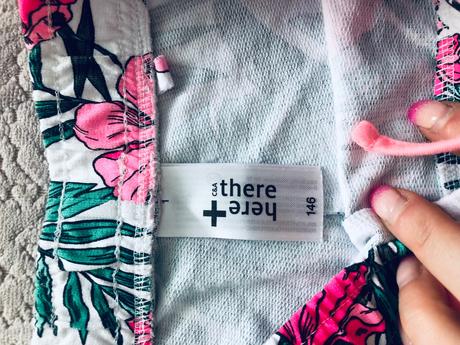 C&A there
+ here
146